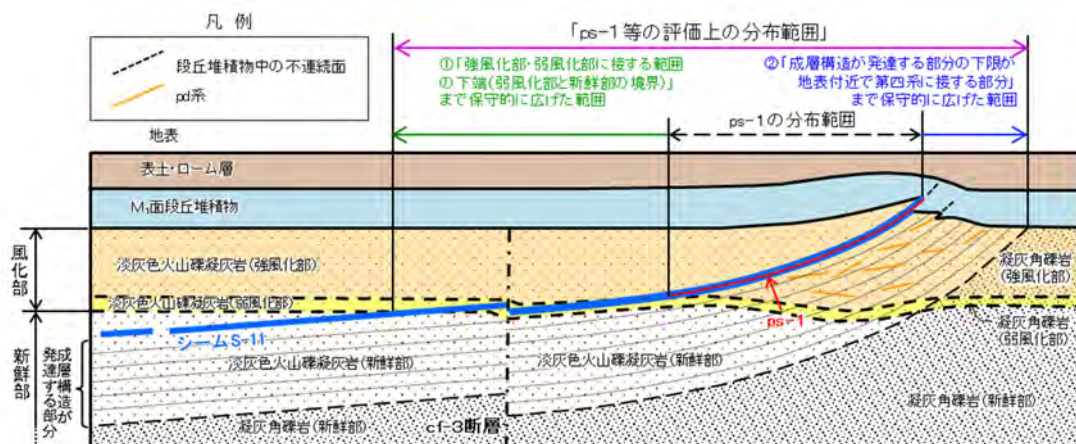 凡 例
段丘堆積物中の不連続面
pd系
「ps-1等の評価上の分布範囲」
①「強風化部・弱風化部に接する範囲
の下端(弱風化部と新鮮部の境界)」
まで保守的に広げた範囲
②「成層構造が発達する部分の下限が
地表付近で第四系に接する部分」
まで保守的に広げた範囲
ps-1の分布範囲
地表
表土・ローム層
M₁面段丘堆積物
風化部
淡灰色火山礫凝灰岩(強風化部)
凝灰角礫岩
(強風化部)
淡灰色火山礫凝灰岩(弱風化部)
ps-1
凝灰角礫岩
(弱風化部)
シームS-11
新鮮部
成層構造が
発達する部分
淡灰色火山礫凝灰岩(新鮮部)
淡灰色火山礫凝灰岩(新鮮部)
凝灰角礫岩(新鮮部)
凝灰角礫岩(新鮮部)
cf-3断層